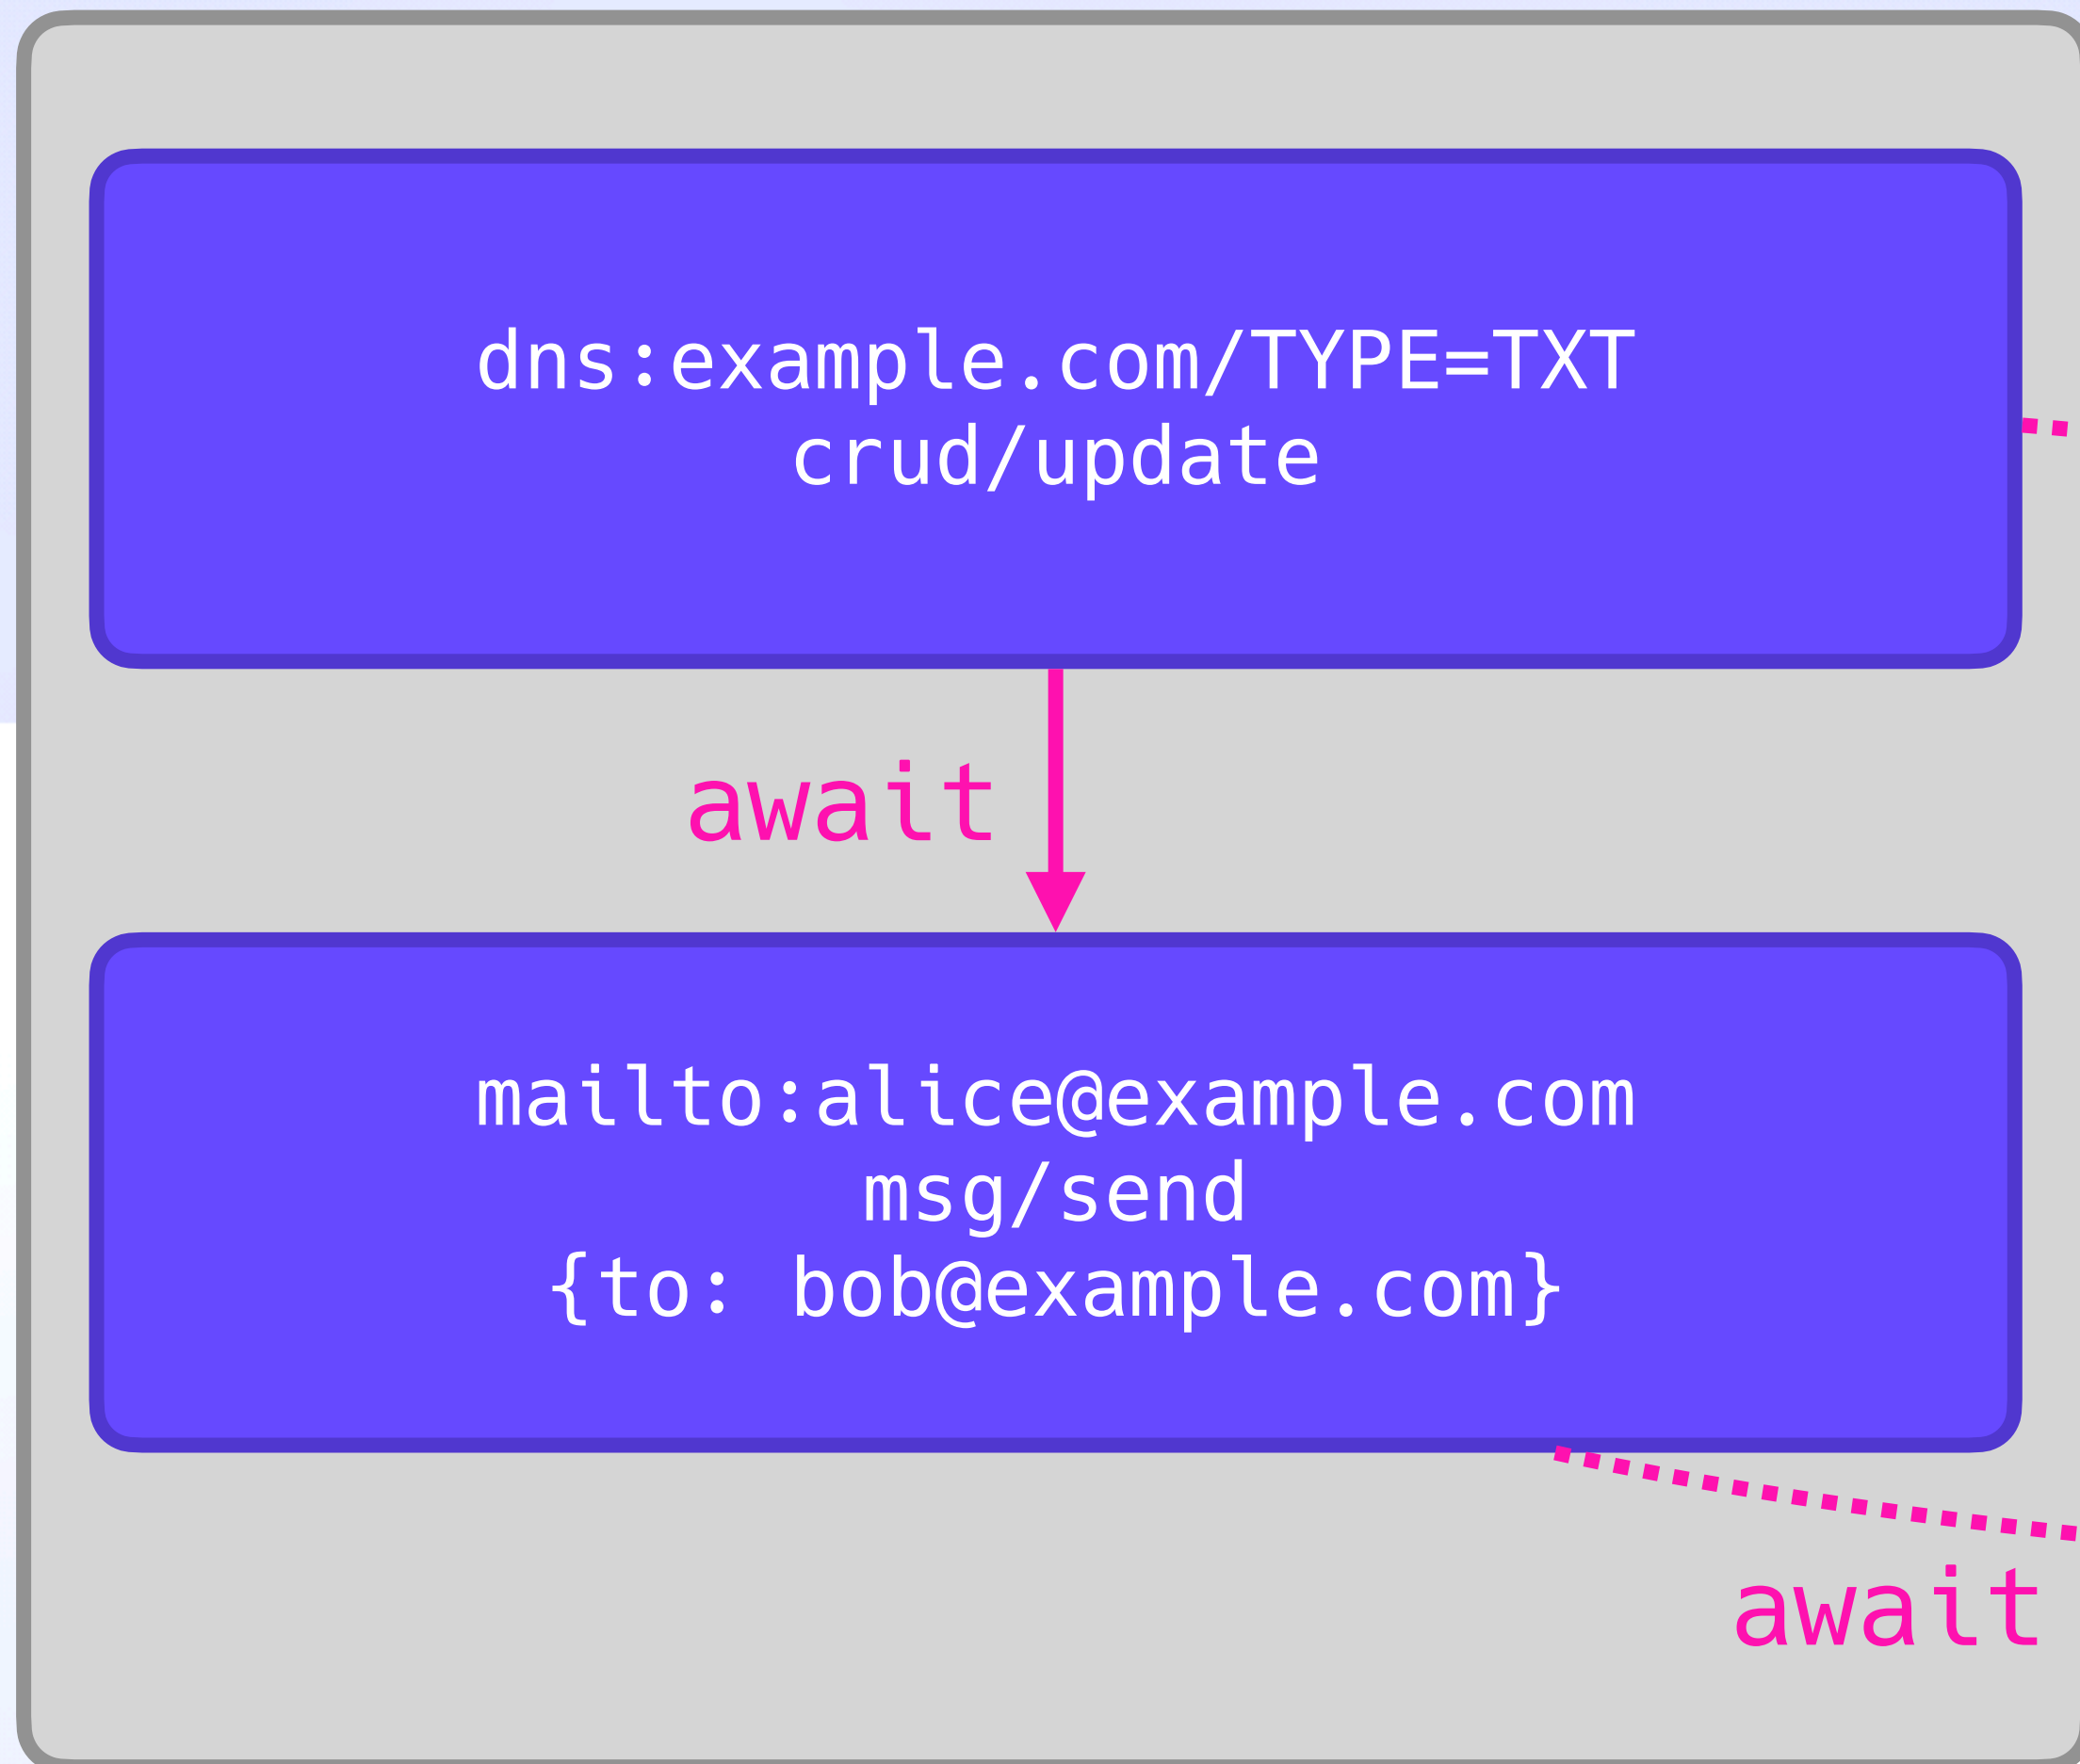 dns:example.com/TYPE=TXT
crud/update
await
mailto:alice@example.com
msg/send
{to: bob@example.com}
await